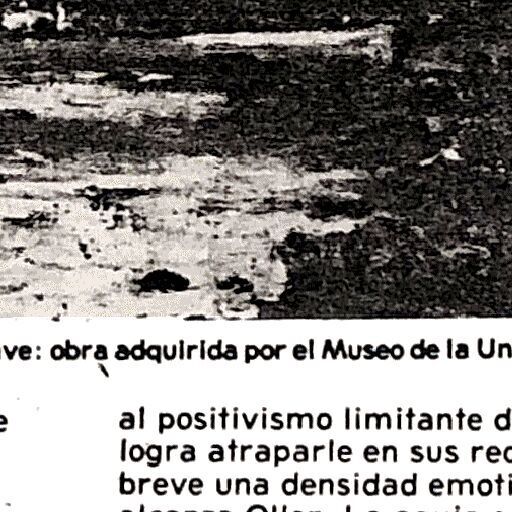 ve: obra adquirida por el Museo de la Un
e
al positivismo limitante d
logra atraparle en sus rec
breve una densidad emoti